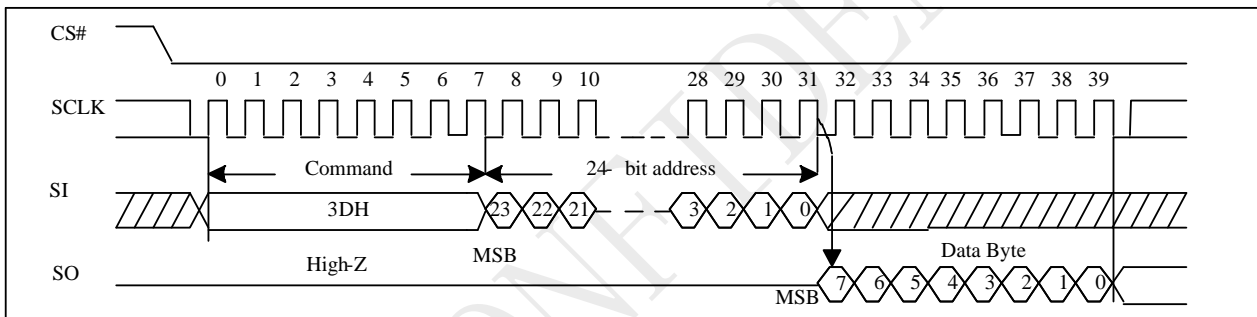 CS#
0 1 2 3 4 5 6 7 8 9 10 28 29 30 31 32 33 34 35 36 37 38 39
SCLK
Command 24- bit address
SI
3DH 23 22 21 3 2 1 0
High-Z MSB Data Byte
SO
MSB 7 6 5 4 3 2 1 0
CONFIDE